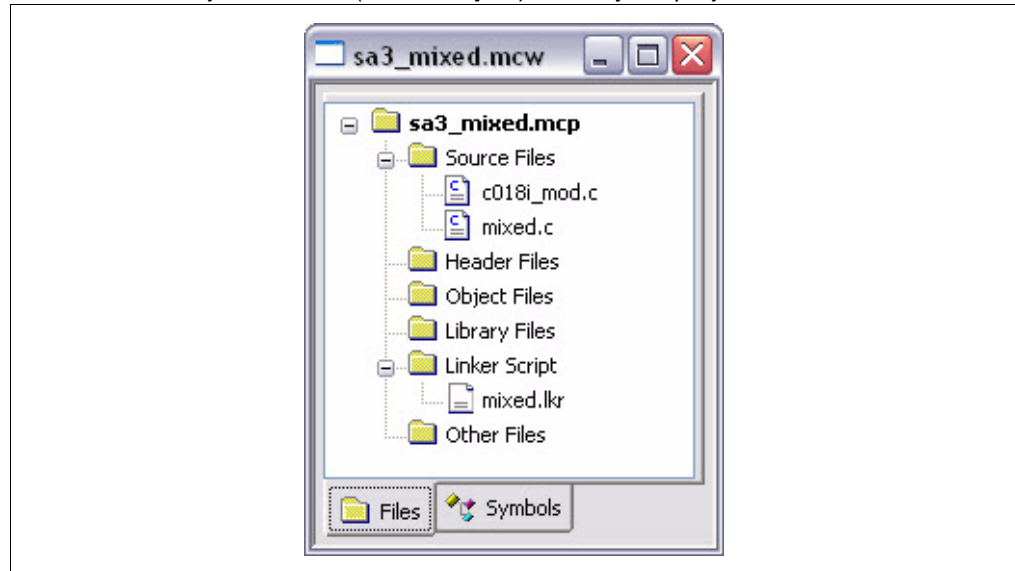 sa3_mixed.mcw
sa3_mixed.mcp
Source Files
c018i_mod.c
mixed.c
Header Files
Object Files
Library Files
Linker Script
mixed.lkr
Other Files
Files
Symbols